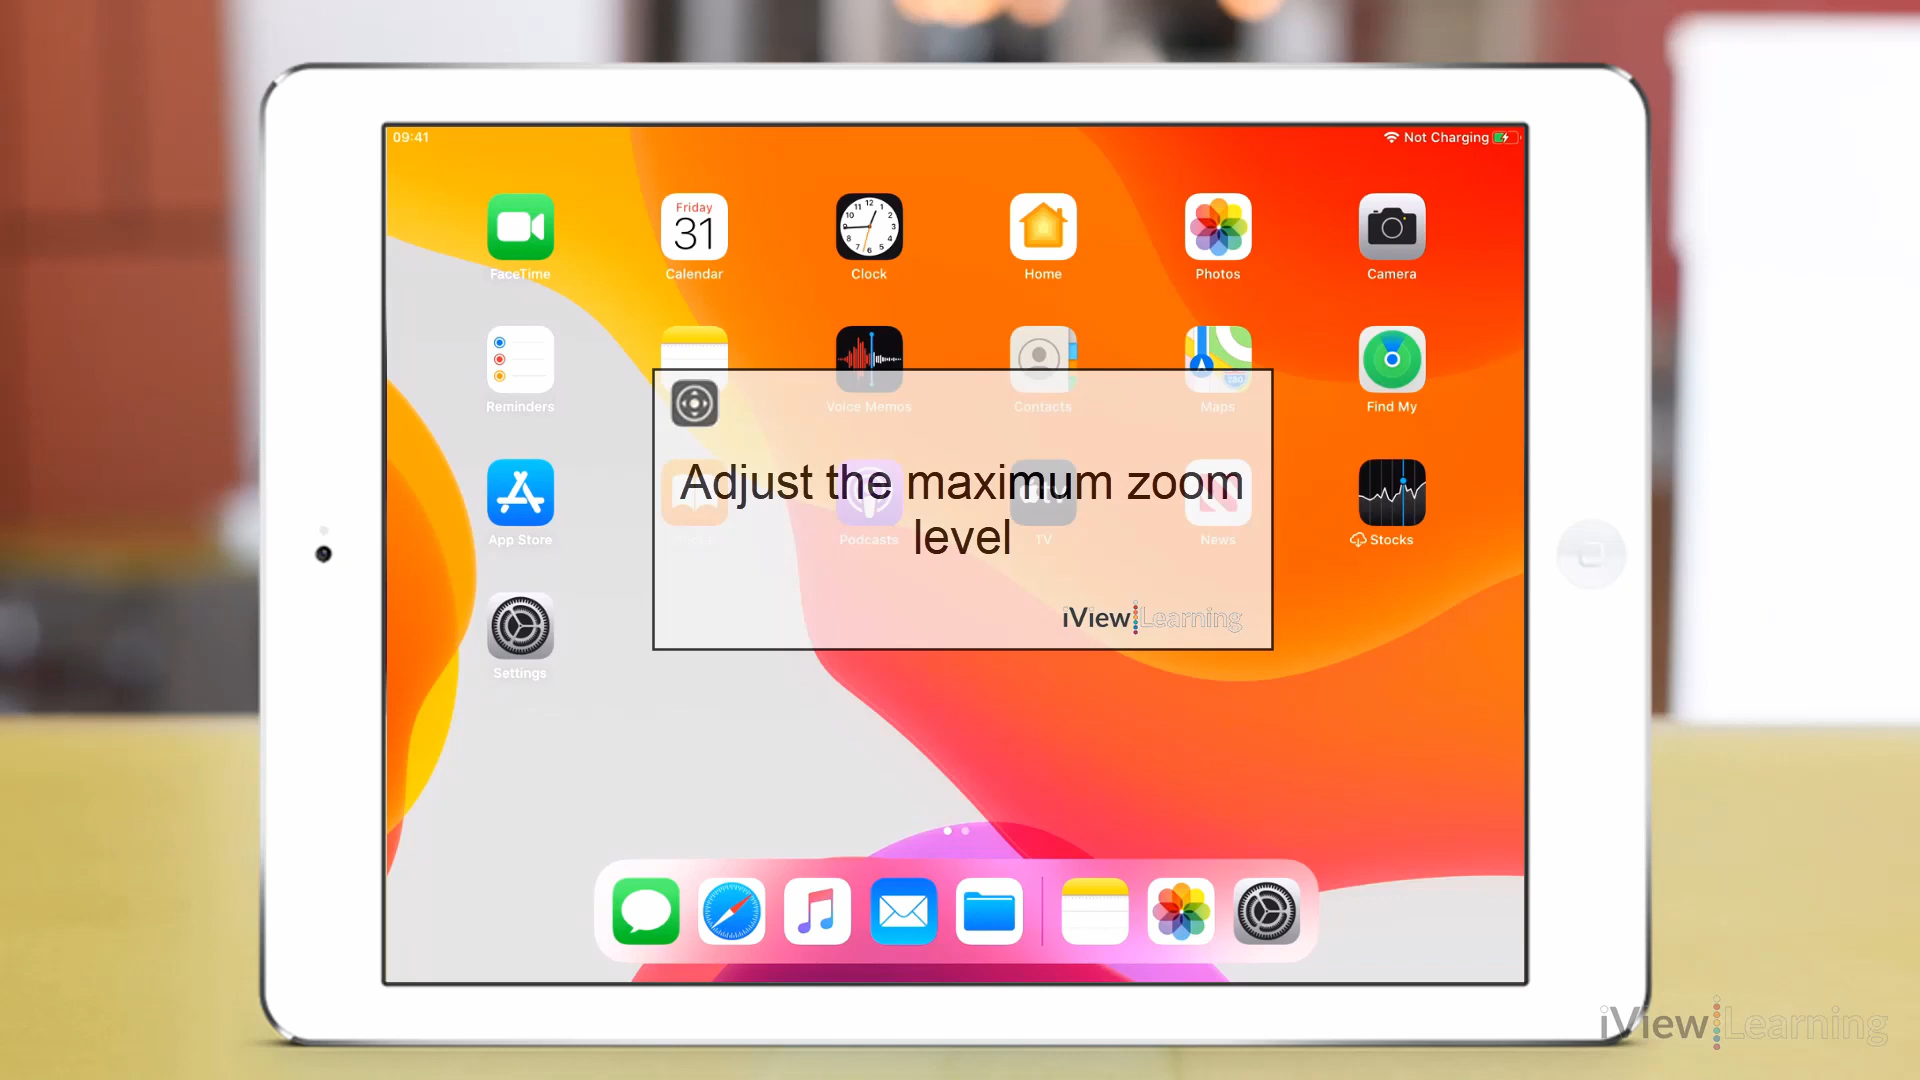 09:41
Not Charging
FaceTime
Friday
31
Calendar
Clock
Home
Photos
Camera
Reminders
Voice Memos
Contacts
Maps
Find My
Adjust the maximum zoom
level
App Store
Podcasts
TV
News
Stocks
iView Learning
Settings
iView Learning